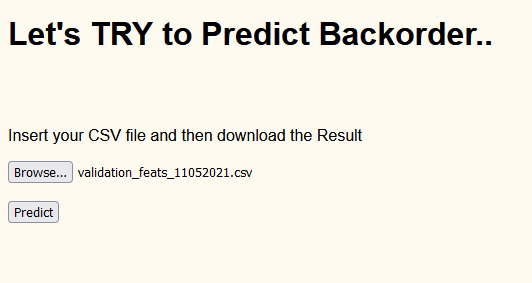 Let's TRY to Predict Backorder..
Insert your CSV file and then download the Result
Browse... validation_feats_11052021.csv
Predict